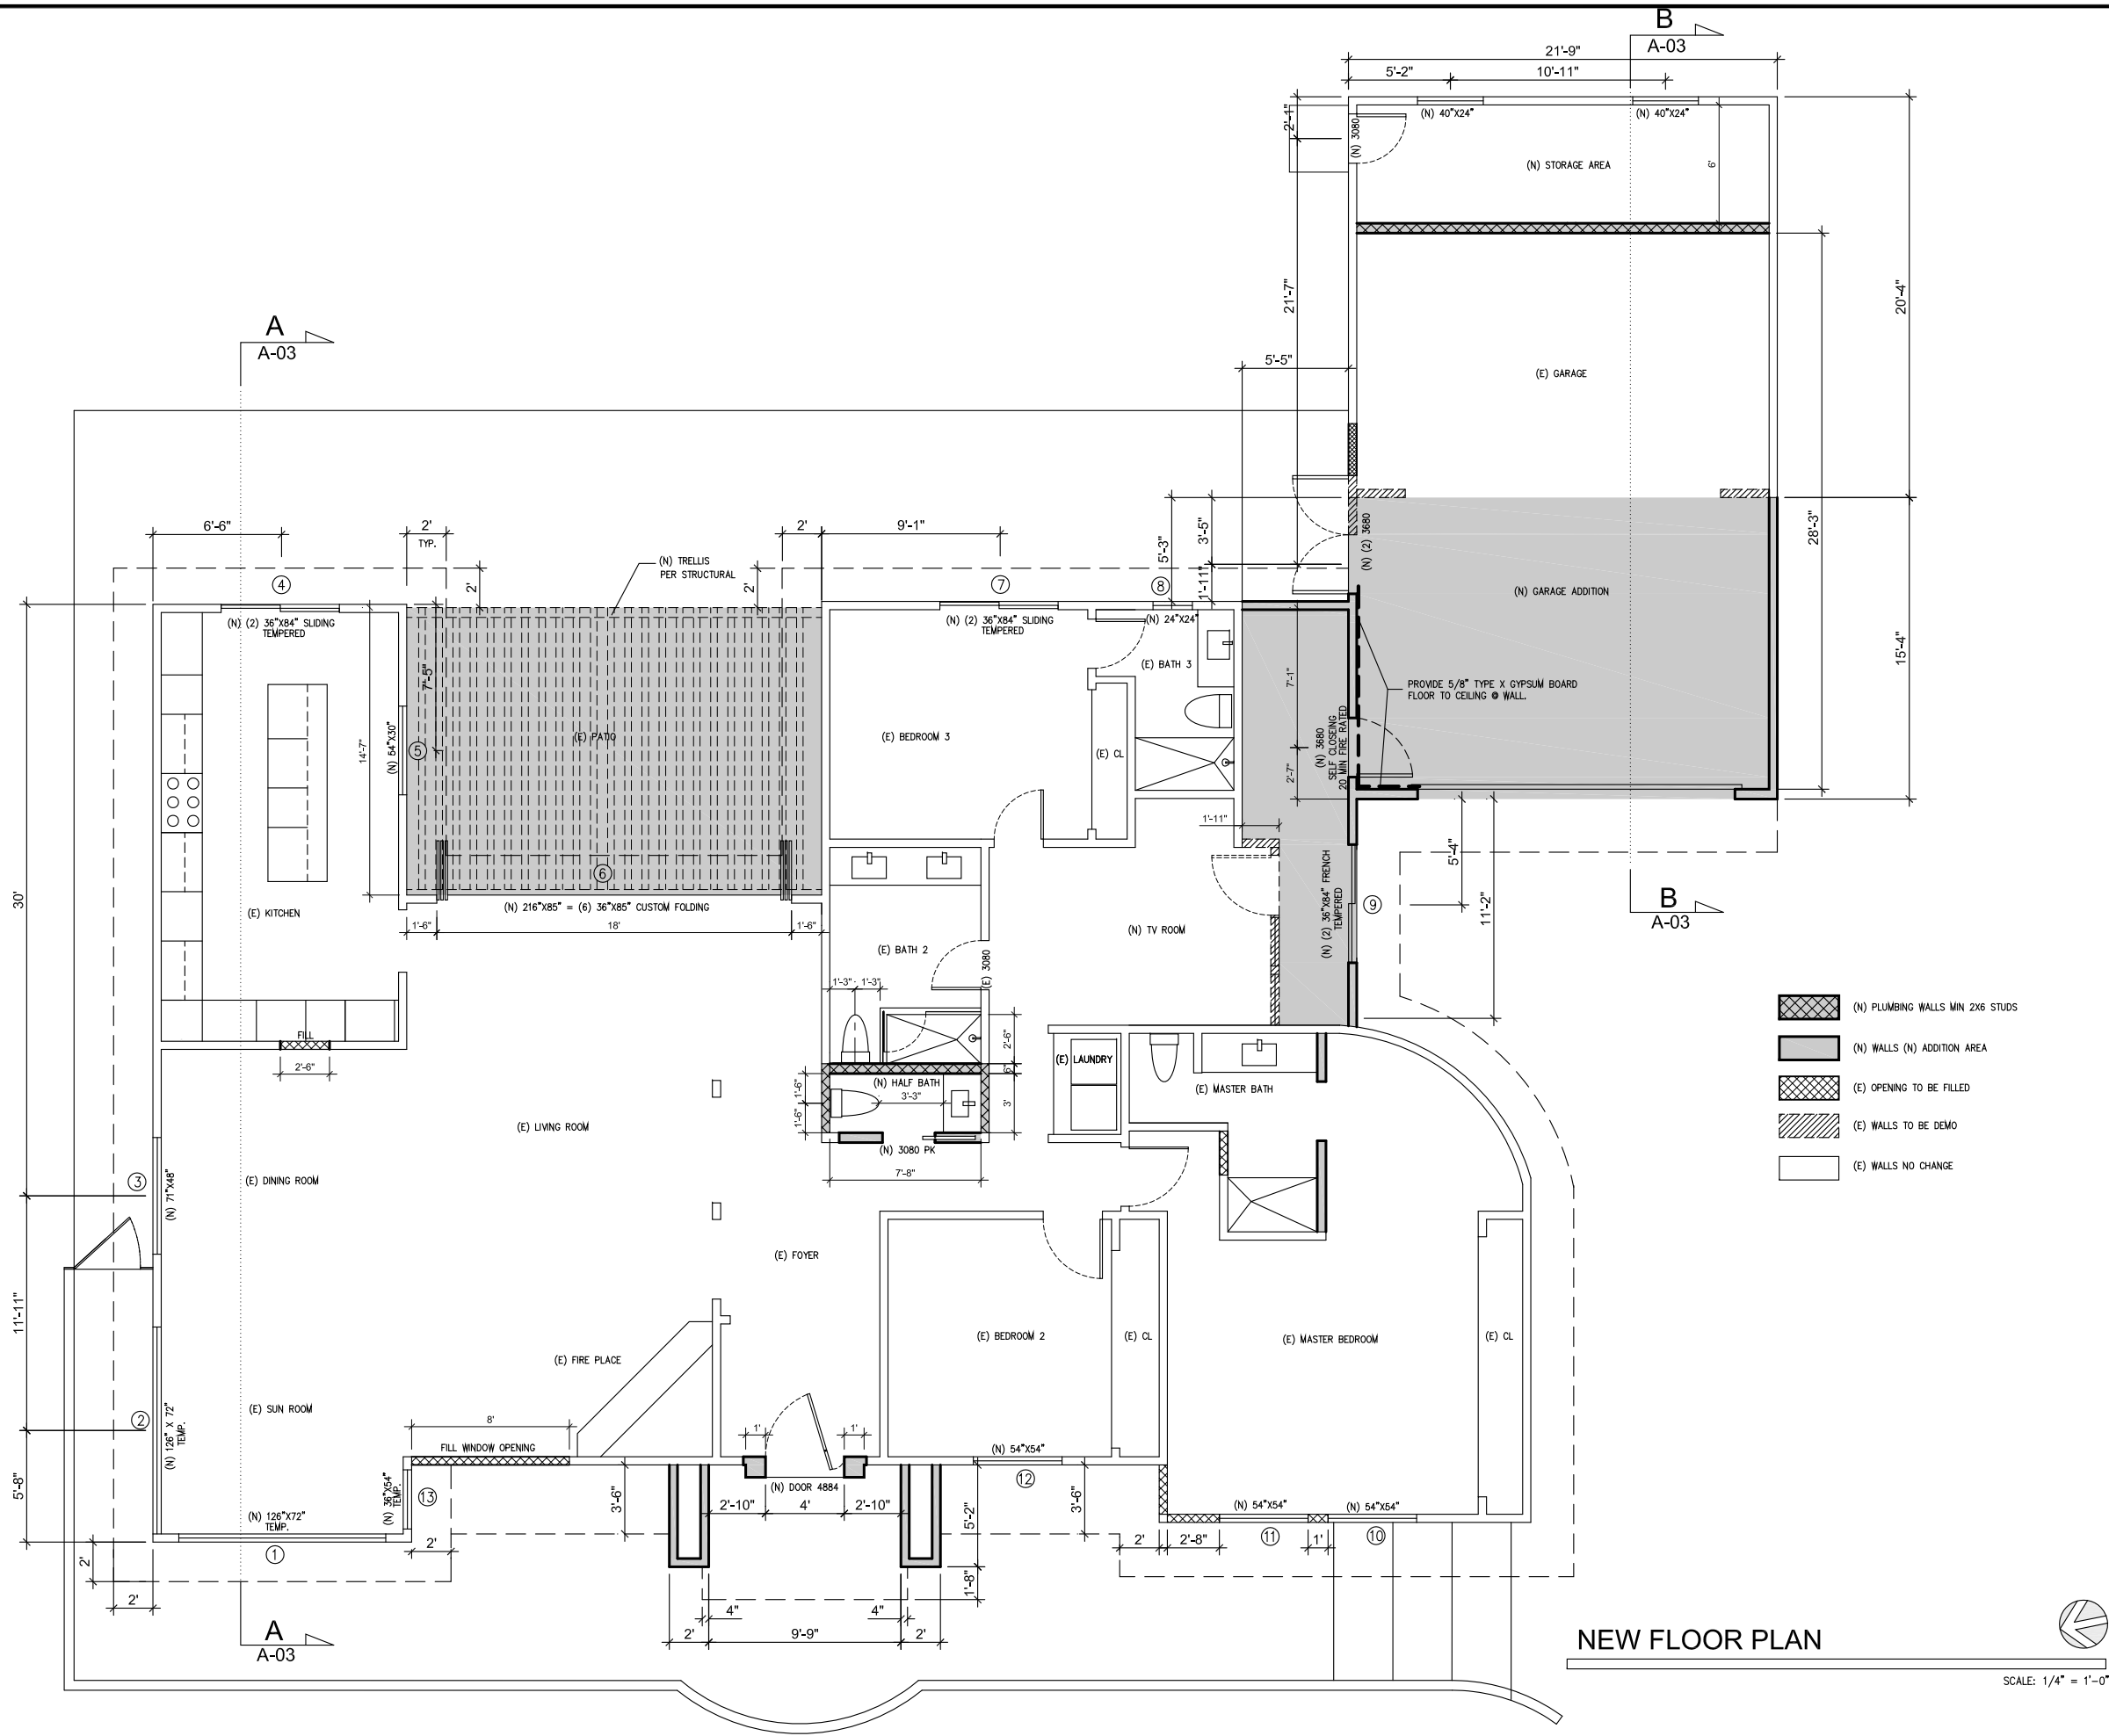 B
A-03
21'-9"
5'-2"
10'-11"
2'-1"
(N) 40"X24"
(N) 40"X24"
(N) 3080
(N) STORAGE AREA
6'
21'-7"
20'-4"
A
A-03
5'-5"
(E) GARAGE
6'-6"
2'
TYP.
2'
9'-1"
5'-3"
3'-5"
1'-11"
(N) (2) 3680
28'-3"
(N) TRELLIS
PER STRUCTURAL
2'
2'
4
7
8
(N) GARAGE ADDITION
(N) (2) 36"X84" SLIDING
TEMPERED
(N) (2) 36"X84" SLIDING
TEMPERED
(N) 24"X24"
15'-4"
7'-5"
(E) BATH 3
7'-1"
PROVIDE 5/8" TYPE X GYPSUM BOARD
FLOOR TO CEILING @ WALL.
14'-7"
(N) 54"X30"
5
(E) PATIO
(E) BEDROOM 3
(E) CL
(N) 3680
SELF CLOSEING
20 MIN FIRE RATED
2'-7"
1'-11"
5'-4"
6
30'
(N) 216"X85" = (6) 36"X85" CUSTOM FOLDING
(E) KITCHEN
1'-6"
18'
1'-6"
(N) TV ROOM
(N) (2) 36"X84" FRENCH
TEMPERED
9
11'-2"
B
A-03
(E) BATH 2
(E) 3080
1'-3"
1'-3"
(N) PLUMBING WALLS MIN 2X6 STUDS
(N) WALLS (N) ADDITION AREA
(E) OPENING TO BE FILLED
(E) WALLS TO BE DEMO
(E) WALLS NO CHANGE
FILL
2'-6"
2'-6"
6"
(E) LAUNDRY
(N) HALF BATH
(E) MASTER BATH
1'-6"
3'-3"
3'
1'-6"
(E) LIVING ROOM
(N) 3080 PK
7'-8"
3
(N) 71"X48"
(E) DINING ROOM
(E) FOYER
11'-11"
(E) FIRE PLACE
(E) BEDROOM 2
(E) CL
(E) MASTER BEDROOM
(E) CL
2
(N) 126" X 72"
TEMP.
(E) SUN ROOM
8'
1'
1'
FILL WINDOW OPENING
(N) 54"X54"
12
5'-8"
(N) 36"X54"
TEMP.
13
3'-6"
(N) DOOR 4884
2'-10"
4'
2'-10"
5'-2"
3'-6"
(N) 54"X54"
(N) 54"X54"
(N) 126"X72"
TEMP.
1
2'
2'
2'
2'
2'-8"
11
1'
10
1'-8"
4"
4"
2'
9'-9"
2'
A
A-03
NEW FLOOR PLAN
SCALE: 1/4" = 1'-0"